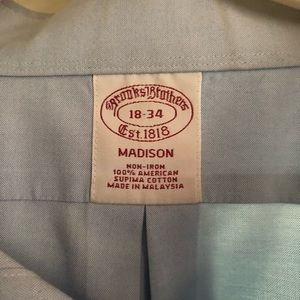 Brooks Brothers
18-34
Est. 1818
MADISON
NON-IRON
100% AMERICAN
SUPIMA COTTON
MADE IN MALAYSIA